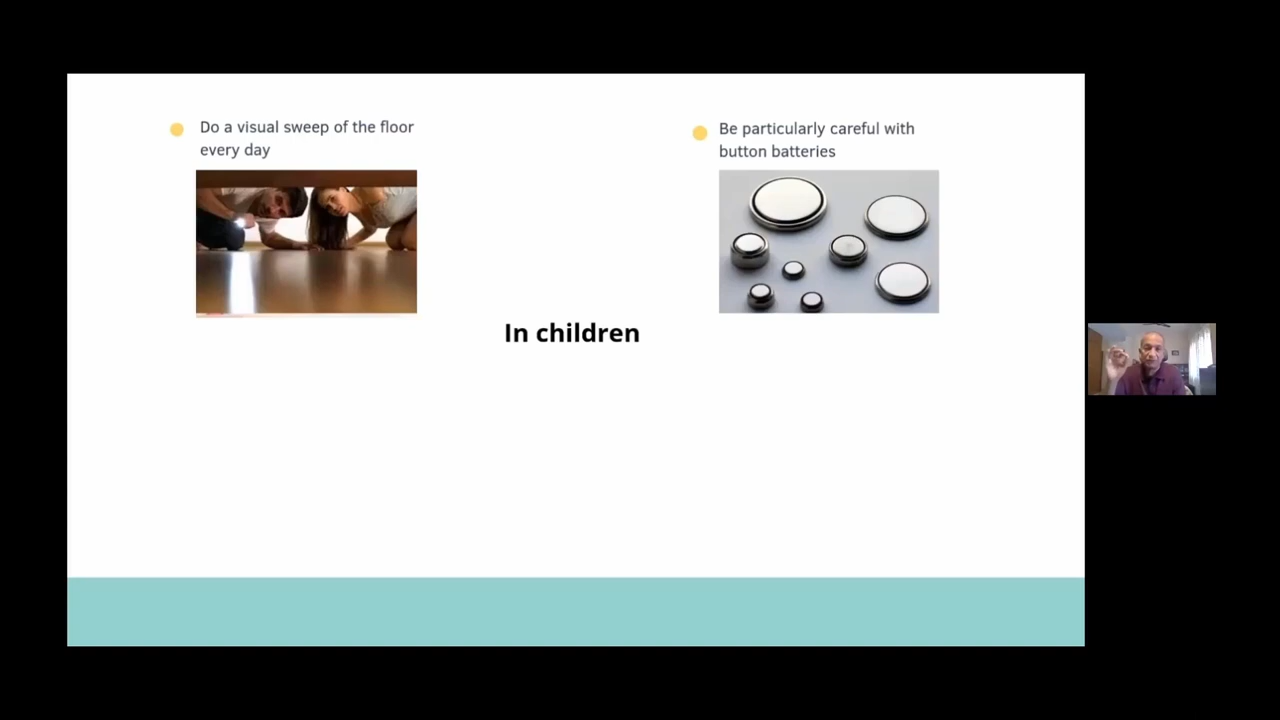 Do a visual sweep of the floor
every day
Be particularly careful with
button batteries
In children